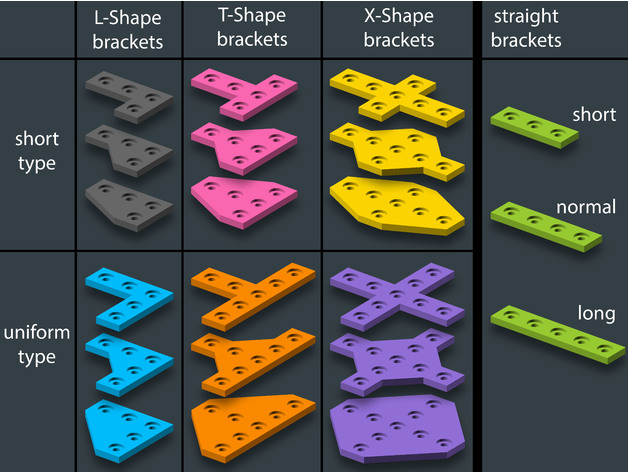 L-Shape
brackets
T-Shape
brackets
X-Shape
brackets
straight
brackets
short
type
short
normal
uniform
type
long